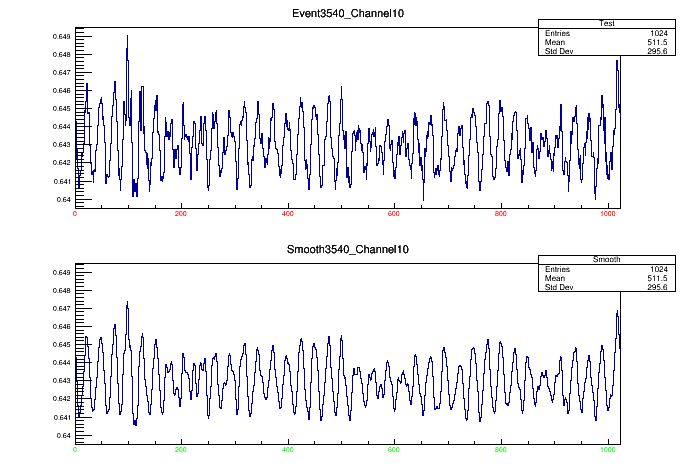 Event3540_Channel10
Test
Entries 1024
Mean 511.5
Std Dev 295.6
0.649
0.648
0.647
0.646
0.645
0.644
0.643
0.642
0.641
0.64
0 200 400 600 800 1000
Smooth3540_Channel10
Smooth
Entries 1024
Mean 511.5
Std Dev 295.6
0.649
0.648
0.647
0.646
0.645
0.644
0.643
0.642
0.641
0.64
0 200 400 600 800 1000